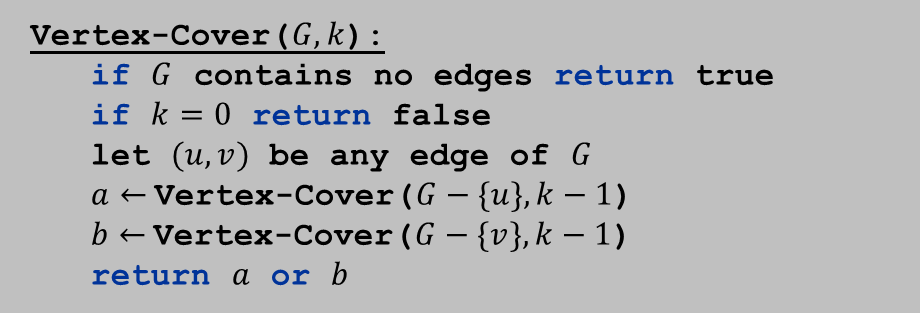 Vertex-Cover(G, k):
if G contains no edges return true
if k = 0 return false
let (u, v) be any edge of G
a ← Vertex-Cover(G − {u}, k − 1)
b ← Vertex-Cover(G − {v}, k − 1)
return a or b